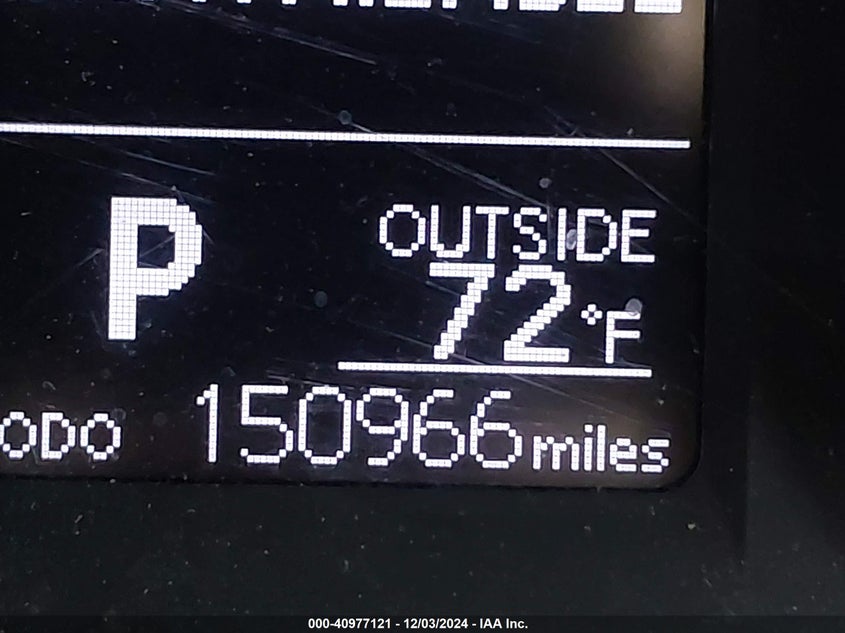 P
OUTSIDE
72 °F
ODO 150966 miles
000-40977121 - 12/03/2024 - IAA Inc.